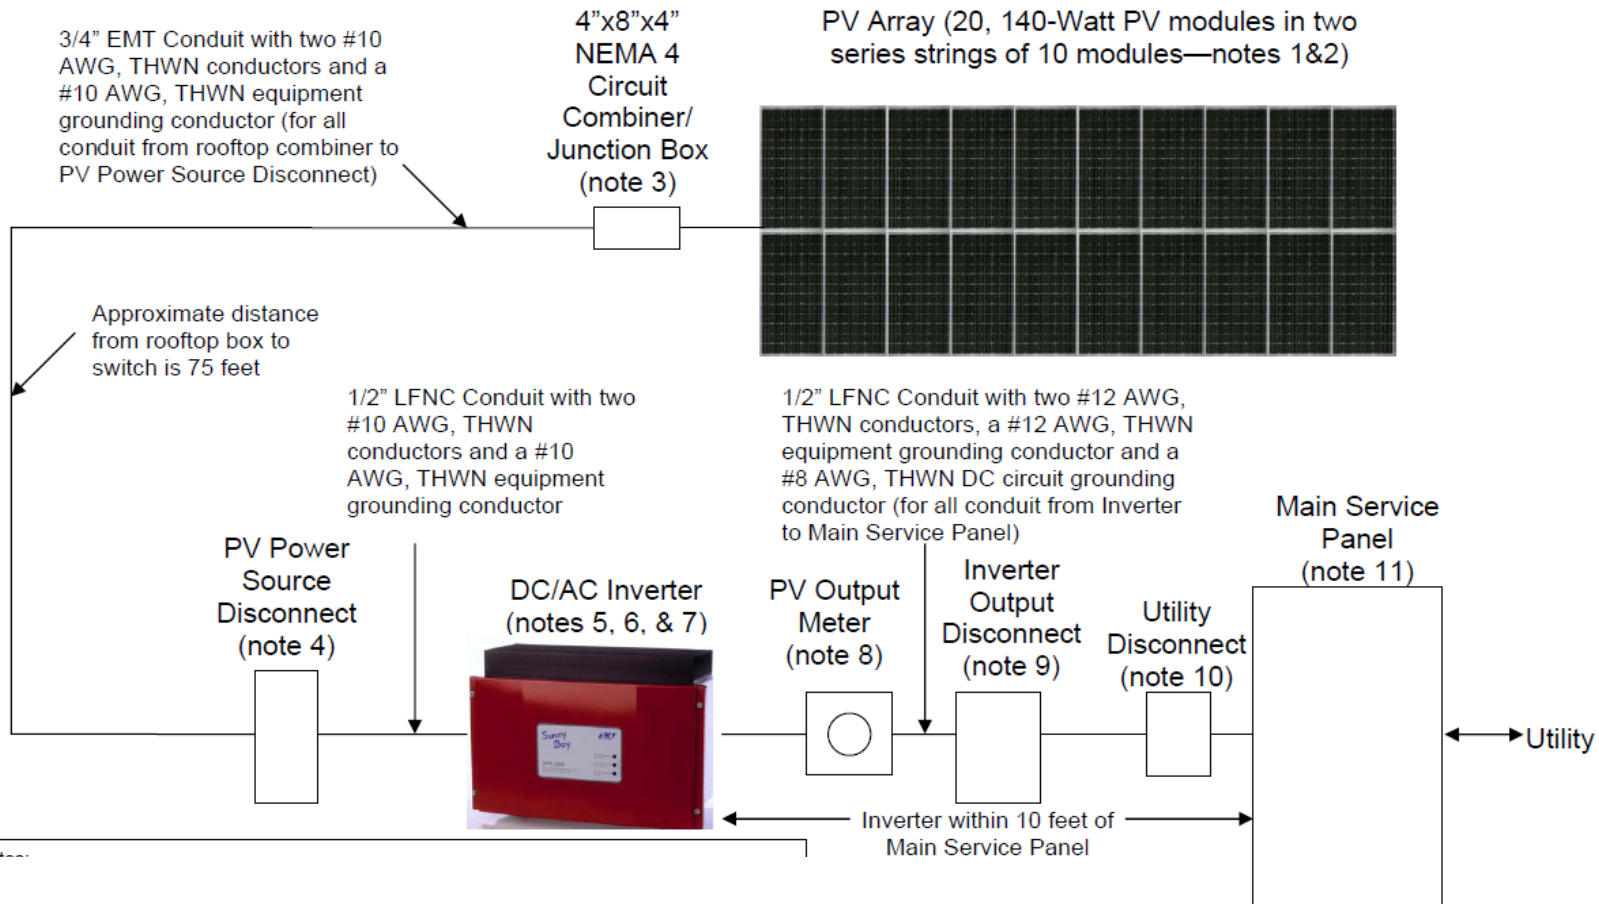 3/4” EMT Conduit with two #10
AWG, THWN conductors and a
#10 AWG, THWN equipment
grounding conductor (for all
conduit from rooftop combiner to
PV Power Source Disconnect)
4”x8”x4”
NEMA 4
Circuit
Combiner/
Junction Box
(note 3)
PV Array (20, 140-Watt PV modules in two
series strings of 10 modules—notes 1&2)
Approximate distance
from rooftop box to
switch is 75 feet
1/2” LFNC Conduit with two
#10 AWG, THWN
conductors and a #10
AWG, THWN equipment
grounding conductor
1/2” LFNC Conduit with two #12 AWG,
THWN conductors, a #12 AWG, THWN
equipment grounding conductor and a
#8 AWG, THWN DC circuit grounding
conductor (for all conduit from Inverter
to Main Service Panel)
PV Power
Source
Disconnect
(note 4)
DC/AC Inverter
(notes 5, 6, & 7)
Sunny
Boy
PV Output
Meter
(note 8)
Inverter
Output
Disconnect
(note 9)
Utility
Disconnect
(note 10)
Main Service
Panel
(note 11)
Utility
Inverter within 10 feet of
Main Service Panel